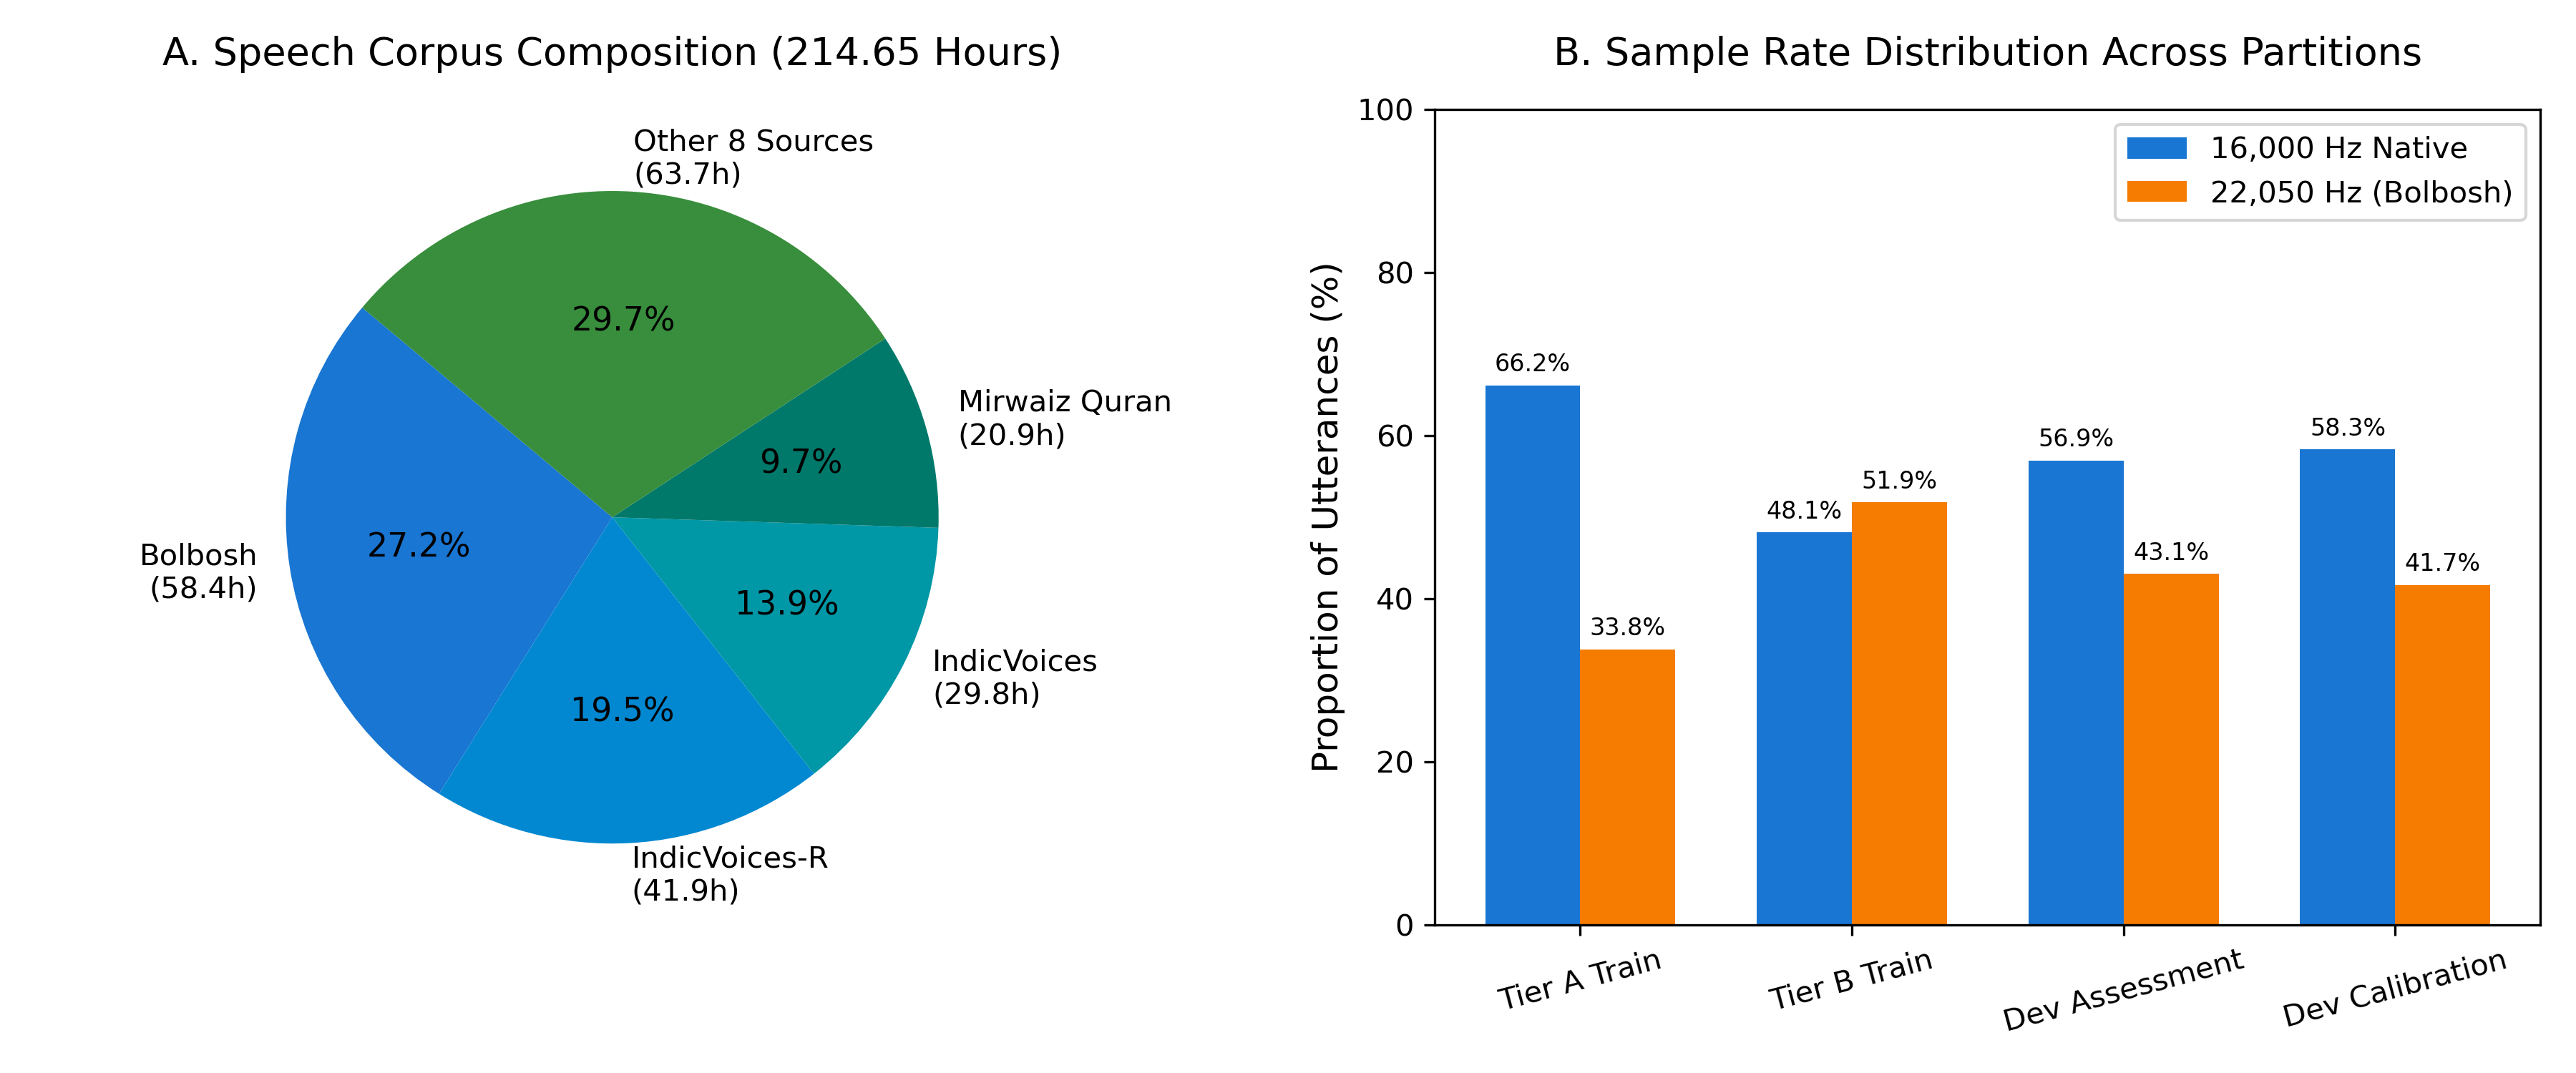 A. Speech Corpus Composition (214.65 Hours)
Other 8 Sources
(63.7h)
29.7%
Mirwaiz Quran
(20.9h)
9.7%
Bolbosh
(58.4h)
27.2%
13.9%
IndicVoices
(29.8h)
19.5%
IndicVoices-R
(41.9h)
B. Sample Rate Distribution Across Partitions
16,000 Hz Native
22,050 Hz (Bolbosh)
Proportion of Utterances (%)
100
80
60
40
20
0
66.2%
33.8%
48.1%
51.9%
56.9%
43.1%
58.3%
41.7%
Tier A Train
Tier B Train
Dev Assessment
Dev Calibration